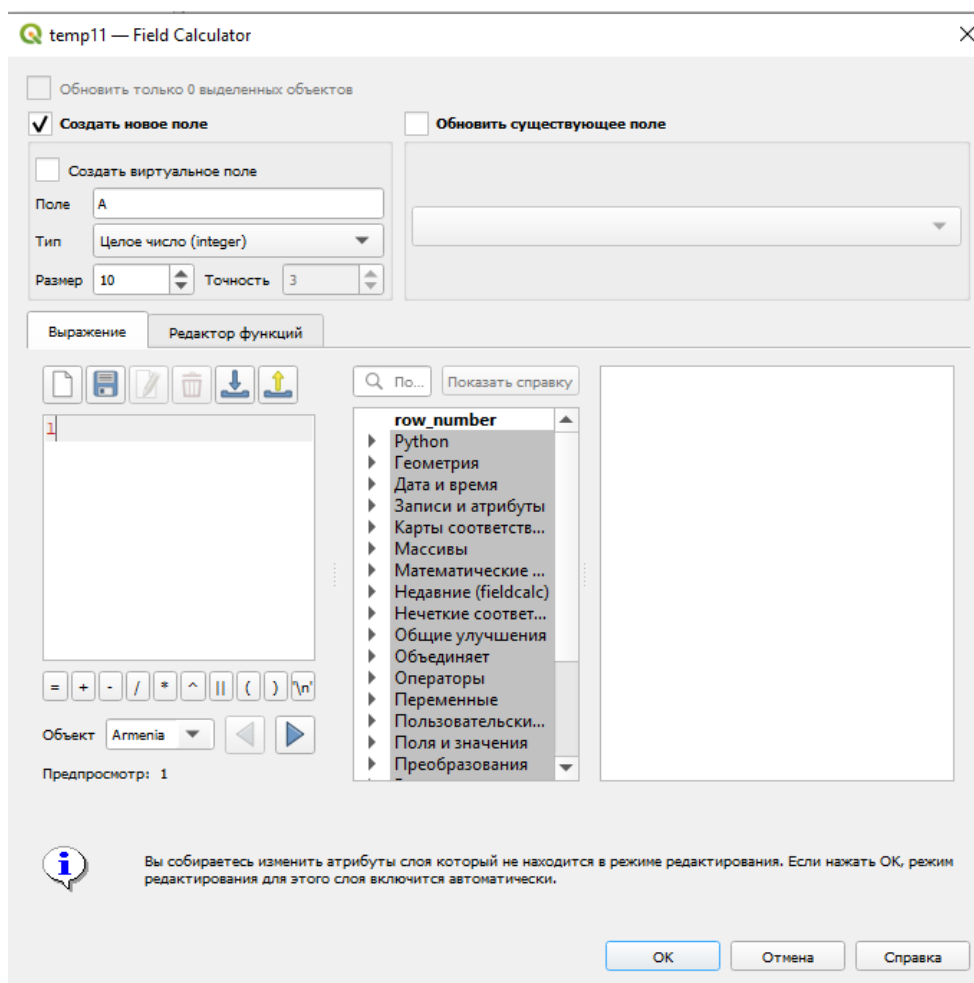 temp11 — Field Calculator
Обновить только 0 выделенных объектов
Создать новое поле
Обновить существующее поле
Создать виртуальное поле
Поле A
Тип Целое число (integer)
Размер 10 Точность 3
Выражение Редактор функций
По... Показать справку
1
row_number
Python
Геометрия
Дата и время
Записи и атрибуты
Карты соответств...
Массивы
Математические ...
Недавние (fieldcalc)
Нечеткие соответ...
Общие улучшения
Объединяет
Операторы
Переменные
Пользовательски...
Поля и значения
Преобразования
= + - / * ^ || ( ) '\n'
Объект Armenia
Предпросмотр: 1
Вы собираетесь изменить атрибуты слоя который не находится в режиме редактирования. Если нажать OK, режим
редактирования для этого слоя включится автоматически.
OK Отмена Справка